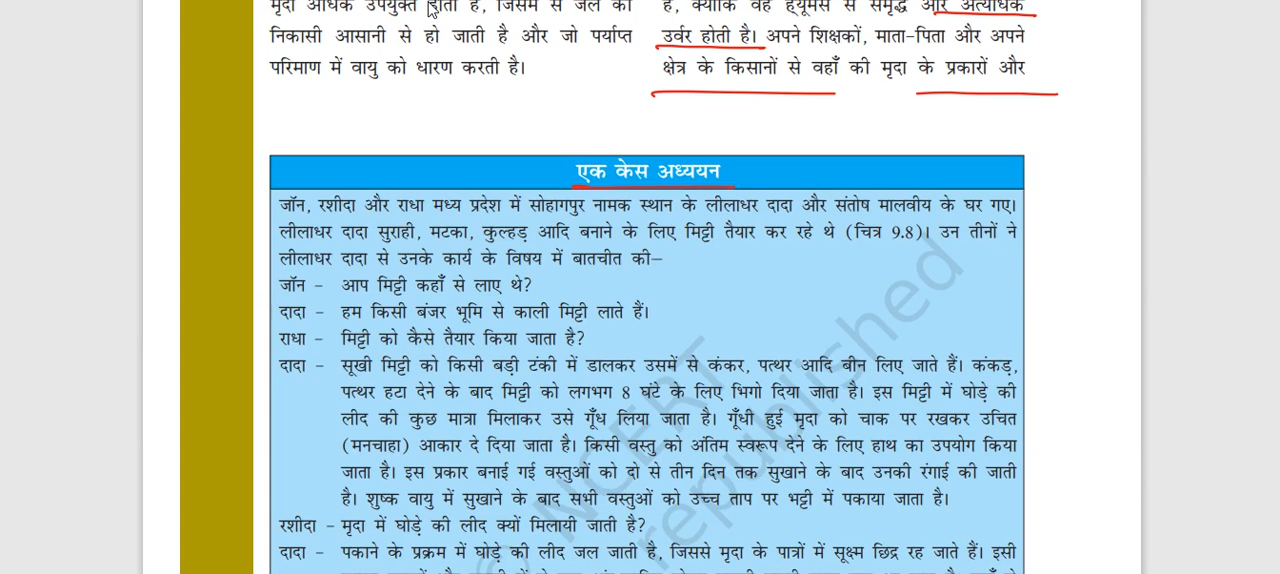 मृदा अधिक उपयुक्त होती है, जिसमें से जल की
निकासी आसानी से हो जाती है और जो पर्याप्त
परिमाण में वायु को धारण करती है।
है, क्योंकि वह ह्यूमस से समृद्ध और अत्यधिक
उर्वर होती है। अपने शिक्षकों, माता-पिता और अपने
क्षेत्र के किसानों से वहाँ की मृदा के प्रकारों और
एक केस अध्ययन
जॉन, रशीदा और राधा मध्य प्रदेश में सोहागपुर नामक स्थान के लीलाधर दादा और संतोष मालवीय के घर गए।
लीलाधर दादा सुराही, मटका, कुल्हड़ आदि बनाने के लिए मिट्टी तैयार कर रहे थे (चित्र 9.8)। उन तीनों ने
लीलाधर दादा से उनके कार्य के विषय में बातचीत की–
जॉन - आप मिट्टी कहाँ से लाए थे?
दादा - हम किसी बंजर भूमि से काली मिट्टी लाते हैं।
राधा - मिट्टी को कैसे तैयार किया जाता है?
दादा - सूखी मिट्टी को किसी बड़ी टंकी में डालकर उसमें से कंकर, पत्थर आदि बीन लिए जाते हैं। कंकड़,
पत्थर हटा देने के बाद मिट्टी को लगभग 8 घंटे के लिए भिगो दिया जाता है। इस मिट्टी में घोड़े की
लीद की कुछ मात्रा मिलाकर उसे गूँध लिया जाता है। गूँधी हुई मृदा को चाक पर रखकर उचित
(मनचाहा) आकार दे दिया जाता है। किसी वस्तु को अंतिम स्वरूप देने के लिए हाथ का उपयोग किया
जाता है। इस प्रकार बनाई गई वस्तुओं को दो से तीन दिन तक सुखाने के बाद उनकी रंगाई की जाती
है। शुष्क वायु में सुखाने के बाद सभी वस्तुओं को उच्च ताप पर भट्टी में पकाया जाता है।
रशीदा - मृदा में घोड़े की लीद क्यों मिलायी जाती है?
दादा - पकाने के प्रक्रम में घोड़े की लीद जल जाती है, जिससे मृदा के पात्रों में सूक्ष्म छिद्र रह जाते हैं। इसी
© NCERT
republished